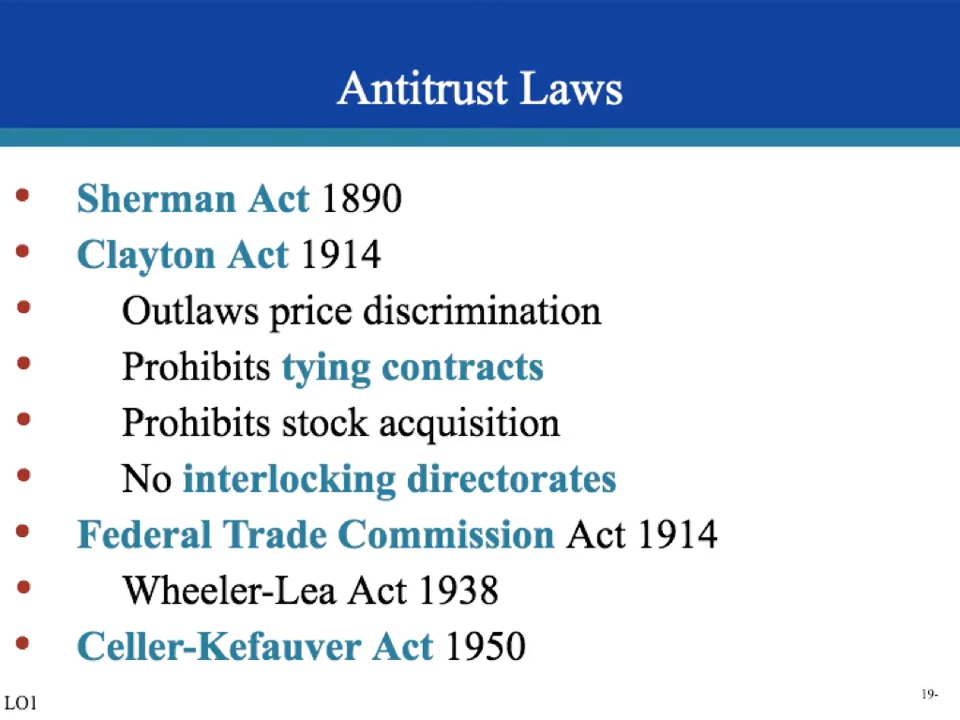 Antitrust Laws
• Sherman Act 1890
• Clayton Act 1914
• Outlaws price discrimination
• Prohibits tying contracts
• Prohibits stock acquisition
• No interlocking directorates
• Federal Trade Commission Act 1914
• Wheeler-Lea Act 1938
• Celler-Kefauver Act 1950
LO1
19-